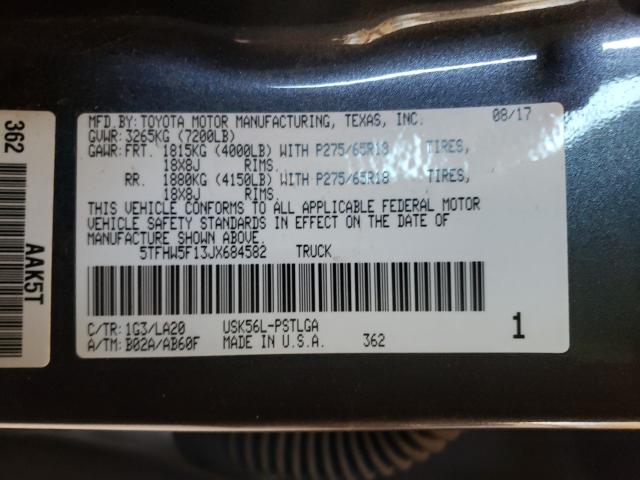 MFD.BY:TOYOTA MOTOR MANUFACTURING, TEXAS, INC. 08/17
GVWR:3265KG (7200LB)
GAWR:FRT. 1815KG (4000LB) WITH P275/65R18 TIRES,
18X8J RIMS.
RR. 1880KG (4150LB) WITH P275/65R18 TIRES,
18X8J RIMS.
THIS VEHICLE CONFORMS TO ALL APPLICABLE FEDERAL MOTOR
VEHICLE SAFETY STANDARDS IN EFFECT ON THE DATE OF
MANUFACTURE SHOWN ABOVE.
5TFHW5F13JX684582 TRUCK
C/TR:1G3/LA20 USK56L-PSTLGA
A/TM:B02A/AB60F MADE IN U.S.A. 362 1
362
AAK5T